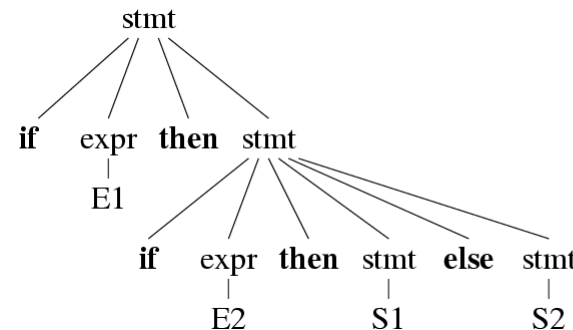 stmt
if expr then stmt
E1
if expr then stmt else stmt
E2 S1 S2